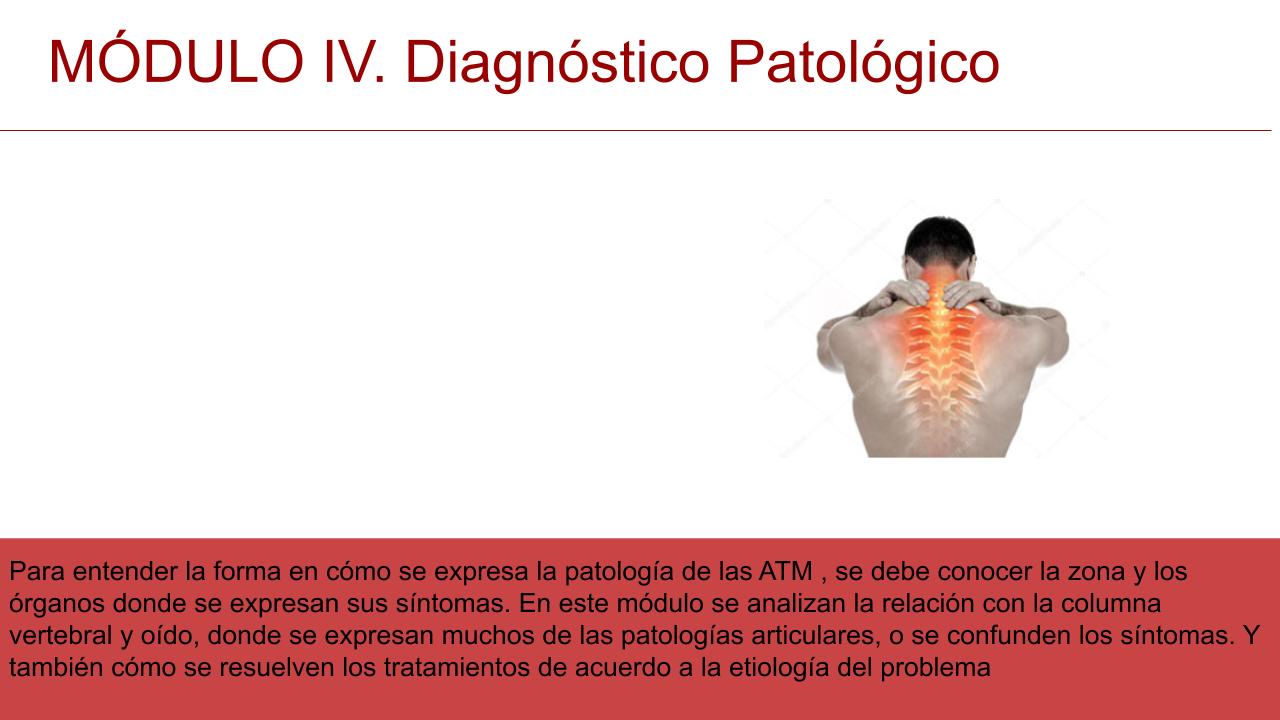 MÓDULO IV. Diagnóstico Patológico
Para entender la forma en cómo se expresa la patología de las ATM , se debe conocer la zona y los
órganos donde se expresan sus síntomas. En este módulo se analizan la relación con la columna
vertebral y oído, donde se expresan muchos de las patologías articulares, o se confunden los síntomas. Y
también cómo se resuelven los tratamientos de acuerdo a la etiología del problema